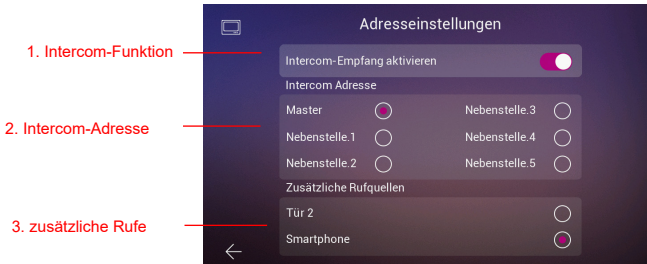 Adresseinstellungen
1. Intercom-Funktion
Intercom-Empfang aktivieren
Intercom Adresse
Master
Nebenstelle.3
2. Intercom-Adresse
Nebenstelle.1
Nebenstelle.4
Nebenstelle.2
Nebenstelle.5
Zusätzliche Rufquellen
Tür 2
3. zusätzliche Rufe
Smartphone